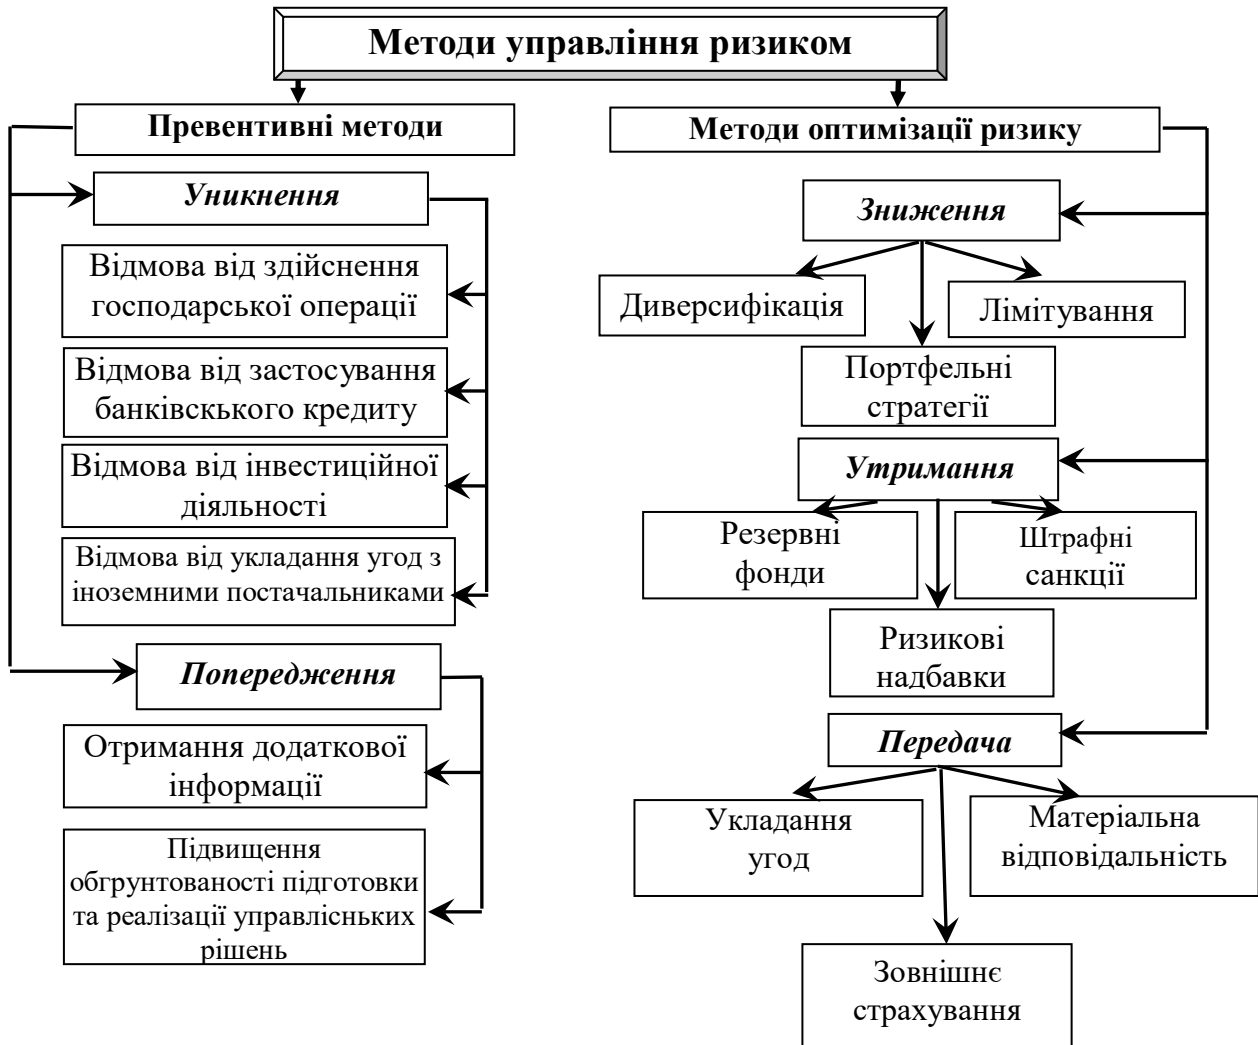 Методи управління ризиком
Превентивні методи
Уникнення
Відмова від здійснення
господарської операції
Відмова від застосування
банківскького кредиту
Відмова від інвестиційної
діяльності
Відмова від укладання угод з
іноземними постачальниками
Попередження
Отримання додаткової
інформації
Підвищення
обгрунтованості підготовки
та реалізації управлісньких
рішень
Методи оптимізації ризику
Зниження
Диверсифікація
Лімітування
Портфельні
стратегії
Утримання
Резервні
фонди
Штрафні
санкції
Ризикові
надбавки
Передача
Укладання
угод
Матеріальна
відповідальність
Зовнішнє
страхування